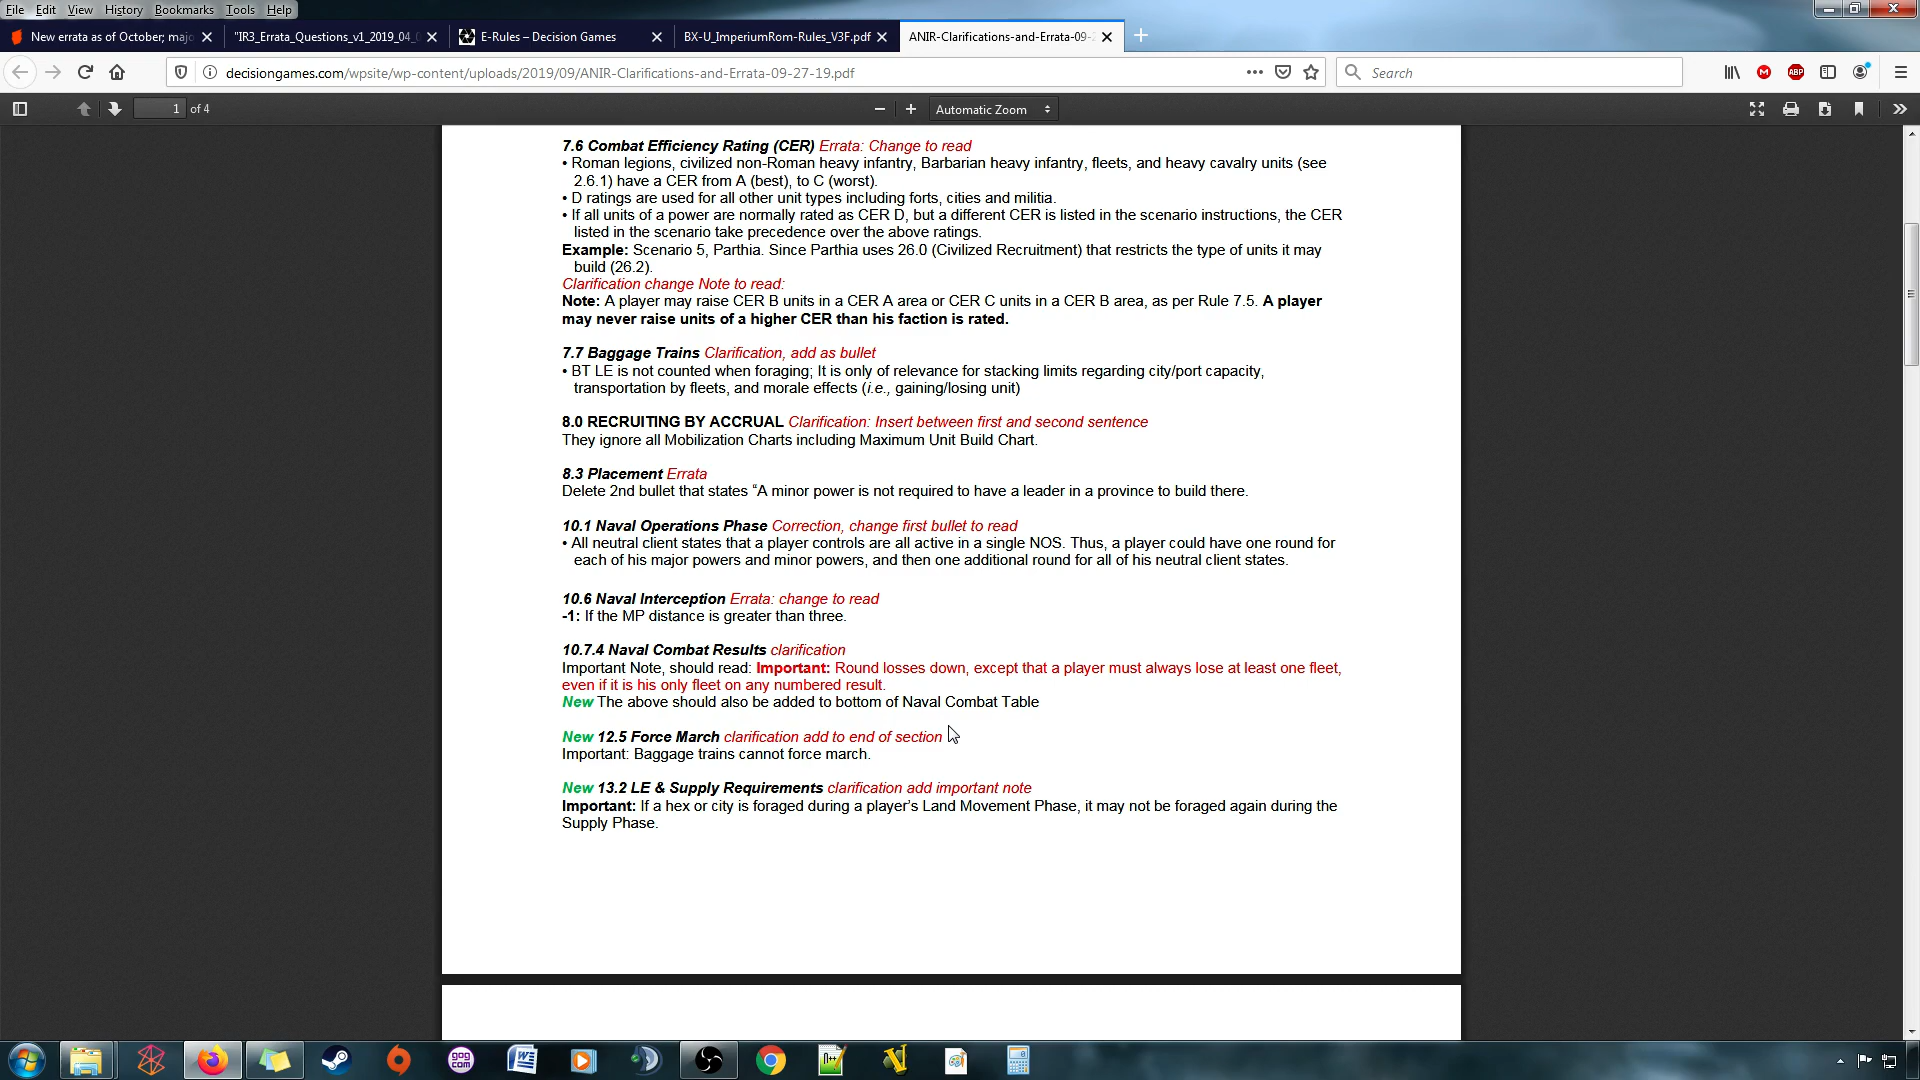 File Edit View History Bookmarks Tools Help
New errata as of October; majo
"IR3_Errata_Questions_v1_2019_04_
E-Rules – Decision Games
BX-U_ImperiumRom-Rules_V3F.pdf
ANIR-Clarifications-and-Errata-09-2
decisiongames.com/wpsite/wp-content/uploads/2019/09/ANIR-Clarifications-and-Errata-09-27-19.pdf
Search
ABP
1 of 4
Automatic Zoom
7.6 Combat Efficiency Rating (CER) Errata: Change to read
• Roman legions, civilized non-Roman heavy infantry, Barbarian heavy infantry, fleets, and heavy cavalry units (see
2.6.1) have a CER from A (best), to C (worst).
• D ratings are used for all other unit types including forts, cities and militia.
• If all units of a power are normally rated as CER D, but a different CER is listed in the scenario instructions, the CER
listed in the scenario take precedence over the above ratings.
Example: Scenario 5, Parthia. Since Parthia uses 26.0 (Civilized Recruitment) that restricts the type of units it may
build (26.2).
Clarification change Note to read:
Note: A player may raise CER B units in a CER A area or CER C units in a CER B area, as per Rule 7.5. A player
may never raise units of a higher CER than his faction is rated.
7.7 Baggage Trains Clarification, add as bullet
• BT LE is not counted when foraging; It is only of relevance for stacking limits regarding city/port capacity,
transportation by fleets, and morale effects (i.e., gaining/losing unit)
8.0 RECRUITING BY ACCRUAL Clarification: Insert between first and second sentence
They ignore all Mobilization Charts including Maximum Unit Build Chart.
8.3 Placement Errata
Delete 2nd bullet that states “A minor power is not required to have a leader in a province to build there.
10.1 Naval Operations Phase Correction, change first bullet to read
• All neutral client states that a player controls are all active in a single NOS. Thus, a player could have one round for
each of his major powers and minor powers, and then one additional round for all of his neutral client states.
10.6 Naval Interception Errata: change to read
-1: If the MP distance is greater than three.
10.7.4 Naval Combat Results clarification
Important Note, should read: Important: Round losses down, except that a player must always lose at least one fleet,
even if it is his only fleet on any numbered result.
New The above should also be added to bottom of Naval Combat Table
New 12.5 Force March clarification add to end of section
Important: Baggage trains cannot force march.
New 13.2 LE & Supply Requirements clarification add important note
Important: If a hex or city is foraged during a player’s Land Movement Phase, it may not be foraged again during the
Supply Phase.
gog
com